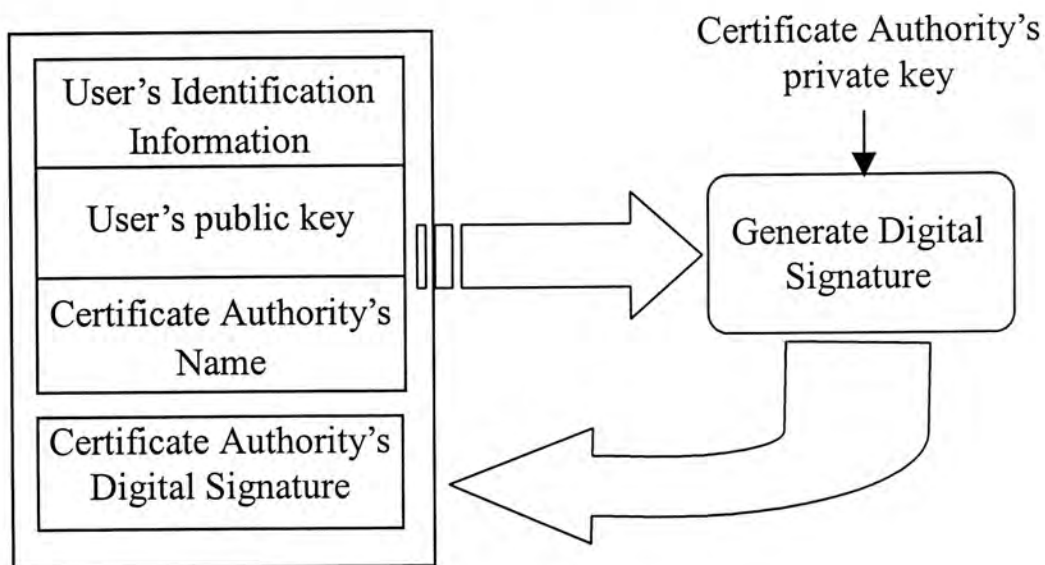 User’s Identification
Information
User’s public key
Certificate Authority’s
Name
Certificate Authority’s
Digital Signature
Certificate Authority’s
private key
Generate Digital
Signature